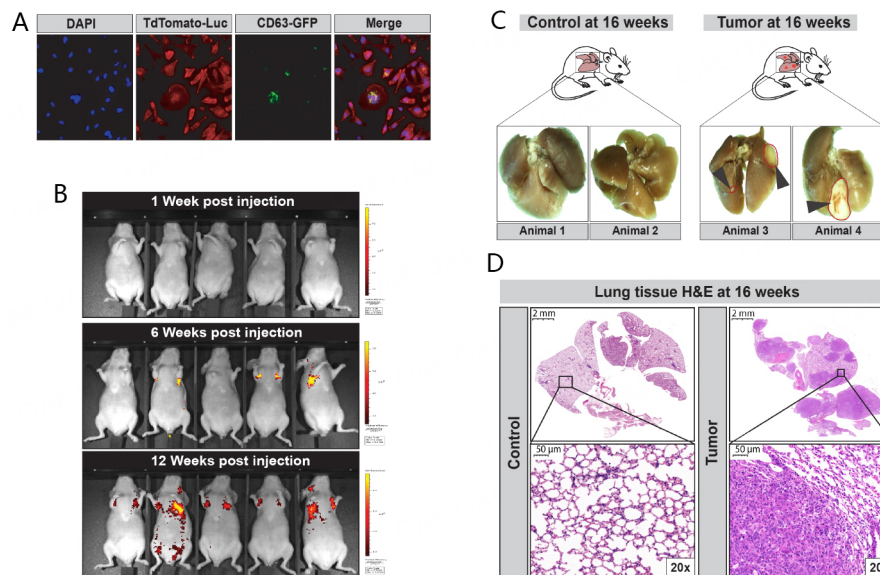 A
DAPI TdTomato-Luc CD63-GFP Merge
B
1 Week post injection
6 Weeks post injection
12 Weeks post injection
C
Control at 16 weeks Tumor at 16 weeks
Animal 1 Animal 2 Animal 3 Animal 4
D
Lung tissue H&E at 16 weeks
Control
2 mm
50 µm
20x
Tumor
2 mm
50 µm
20